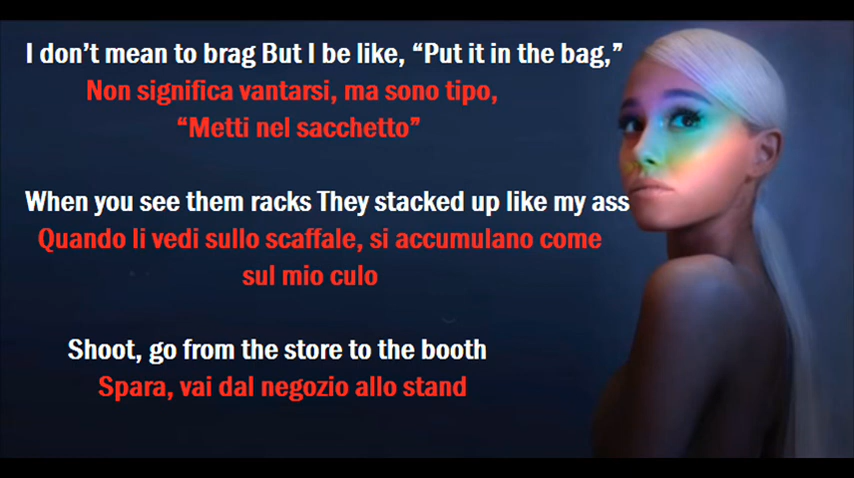 I don’t mean to brag But I be like, “Put it in the bag,”
Non significa vantarsi, ma sono tipo,
“Metti nel sacchetto”
When you see them racks They stacked up like my ass
Quando li vedi sullo scaffale, si accumulano come
sul mio culo
Shoot, go from the store to the booth
Spara, vai dal negozio allo stand